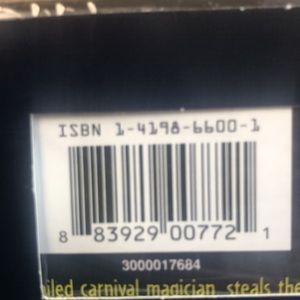 ISBN 1-4198-6600-1
8 83929 00772 1
3000017684
iled carnival magician, steals the